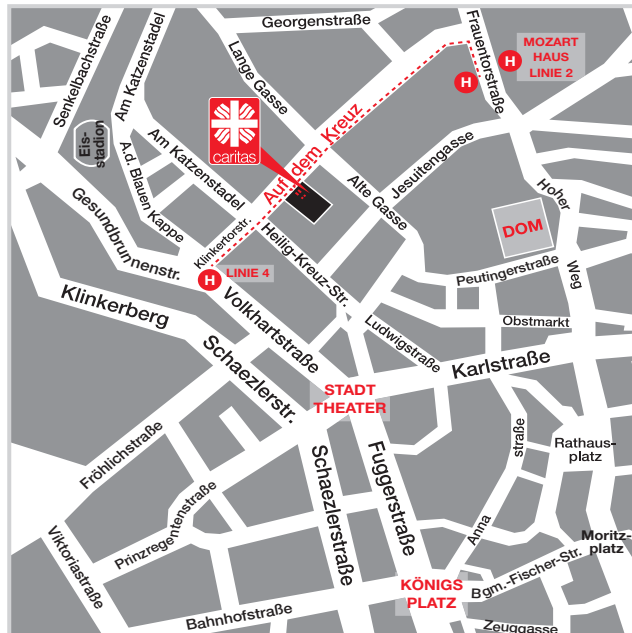 Georgenstraße
Frauentorstraße
MOZART
HAUS
LINIE 2
H
H
Senkelbachstraße
Am Katzenstadel
Lange Gasse
caritas
Eis-
stadion
Am Katzenstadel
Auf dem Kreuz
Jesuitengasse
A.d. Blauen Kappe
Alte Gasse
Hoher
Weg
DOM
Gesundbrunnenstr.
Klinkertorstr.
Heilig-Kreuz-Str.
Peutingerstraße
H
LINIE 4
Klinkerberg
Volkhartstraße
Ludwigstraße
Obstmarkt
Schaezlerstr.
Karlstraße
STADT
THEATER
Fröhlichstraße
Fuggerstraße
Schaezlerstraße
Anna
straße
Rathaus-
platz
Prinzregentenstraße
Viktoriastraße
Moritz-
platz
Bgm.-Fischer-Str.
KÖNIGS
PLATZ
Bahnhofstraße
Zeuggasse